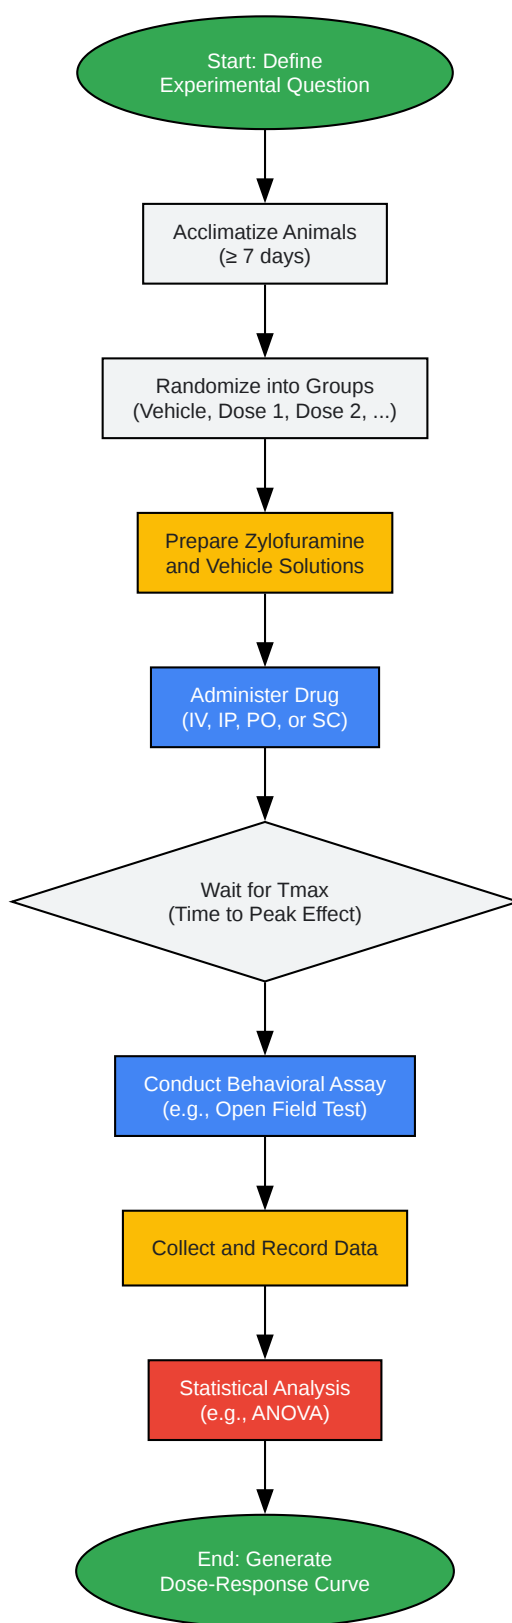 Start: Define
Experimental Question
Acclimatize Animals
(≥ 7 days)
Randomize into Groups
(Vehicle, Dose 1, Dose 2, ...)
Prepare Zylofuramine
and Vehicle Solutions
Administer Drug
(IV, IP, PO, or SC)
Wait for Tmax
(Time to Peak Effect)
Conduct Behavioral Assay
(e.g., Open Field Test)
Collect and Record Data
Statistical Analysis
(e.g., ANOVA)
End: Generate
Dose-Response Curve